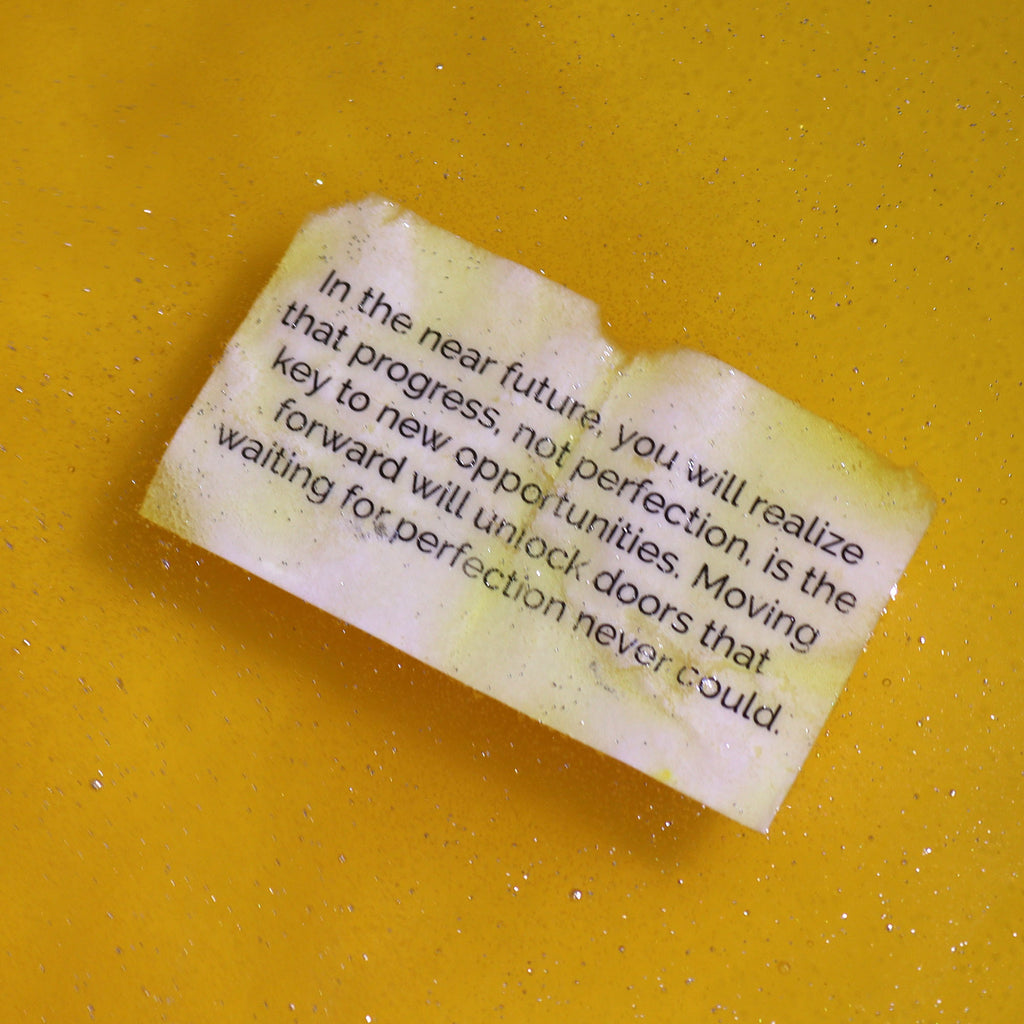 In the near future, you will realize
that progress, not perfection, is the
key to new opportunities. Moving
forward will unlock doors that
waiting for perfection never could.